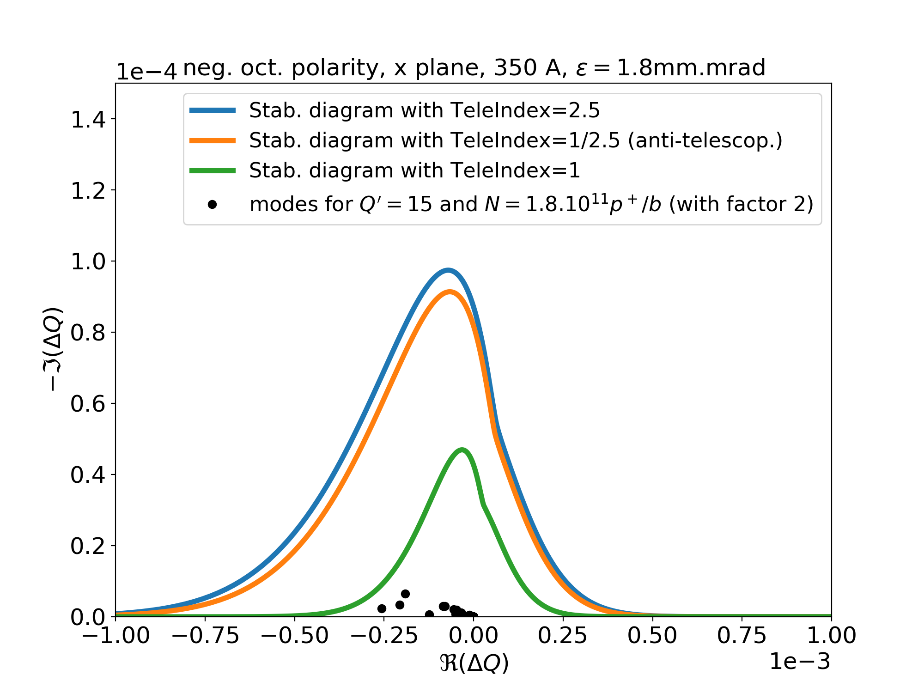 1e−4 neg. oct. polarity, x plane, 350 A, ε = 1.8mm.mrad
Stab. diagram with TeleIndex=2.5
Stab. diagram with TeleIndex=1/2.5 (anti-telescop.)
Stab. diagram with TeleIndex=1
modes for Q′ = 15 and N = 1.8.10¹¹p⁺/b (with factor 2)
1.4
1.2
1.0
0.8
0.6
0.4
0.2
0.0
−ℑ(ΔQ)
−1.00 −0.75 −0.50 −0.25 0.00 0.25 0.50 0.75 1.00
ℜ(ΔQ)
1e−3